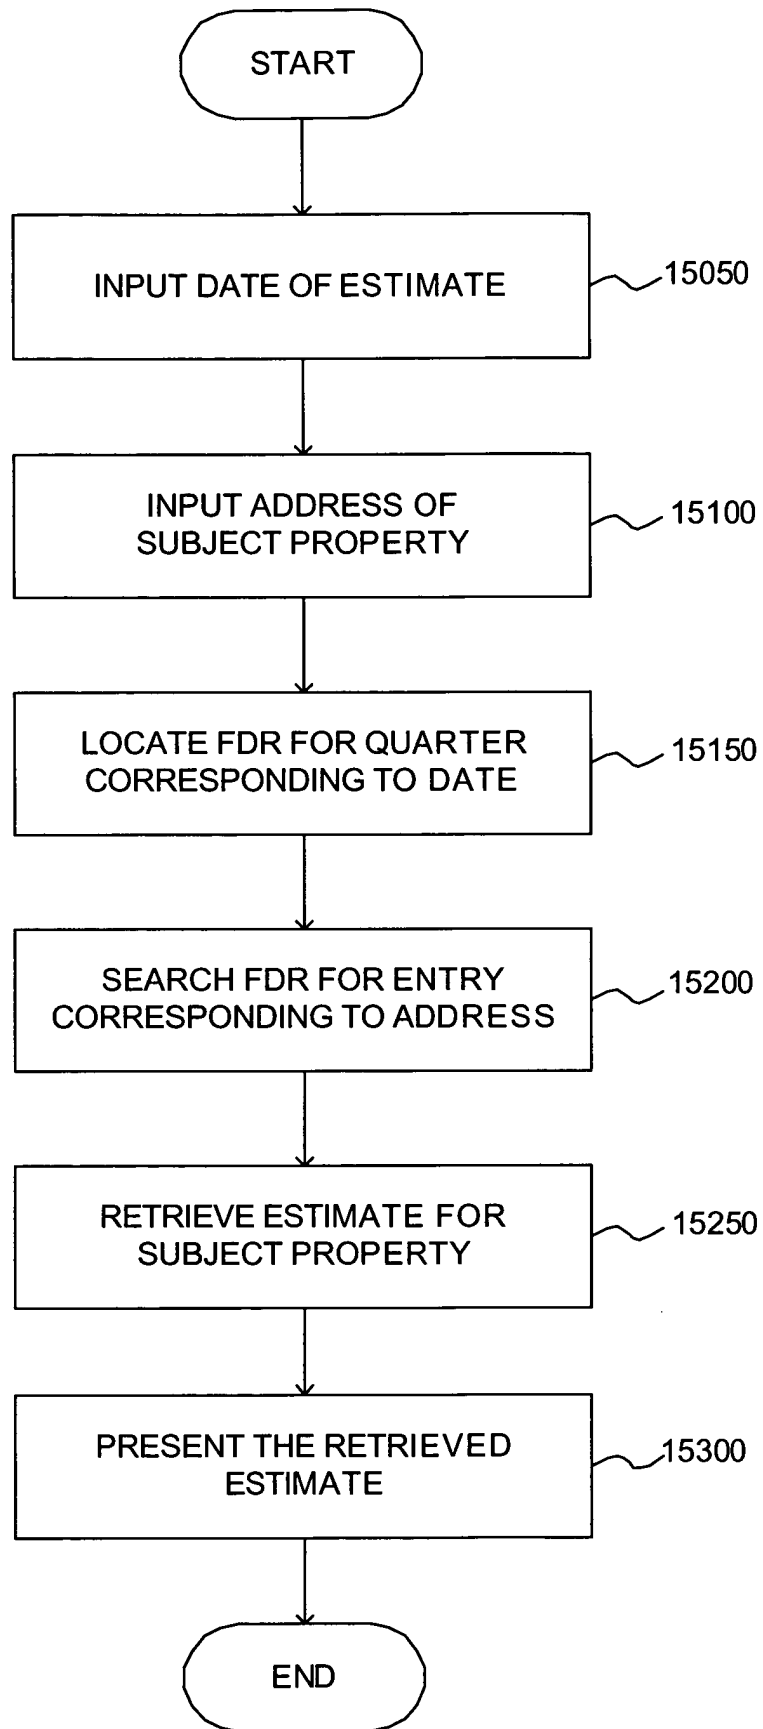 START
INPUT DATE OF ESTIMATE
15050
INPUT ADDRESS OF
SUBJECT PROPERTY
15100
LOCATE FDR FOR QUARTER
CORRESPONDING TO DATE
15150
SEARCH FDR FOR ENTRY
CORRESPONDING TO ADDRESS
15200
RETRIEVE ESTIMATE FOR
SUBJECT PROPERTY
15250
PRESENT THE RETRIEVED
ESTIMATE
15300
END